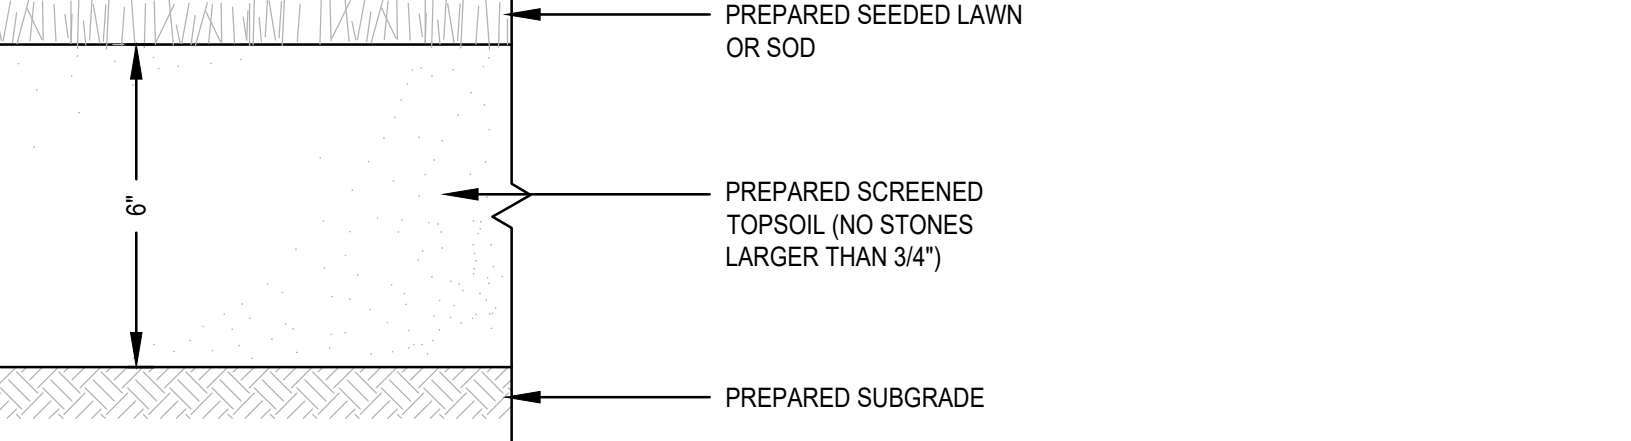 PREPARED SEEDED LAWN
OR SOD
6"
PREPARED SCREENED
TOPSOIL (NO STONES
LARGER THAN 3/4")
PREPARED SUBGRADE